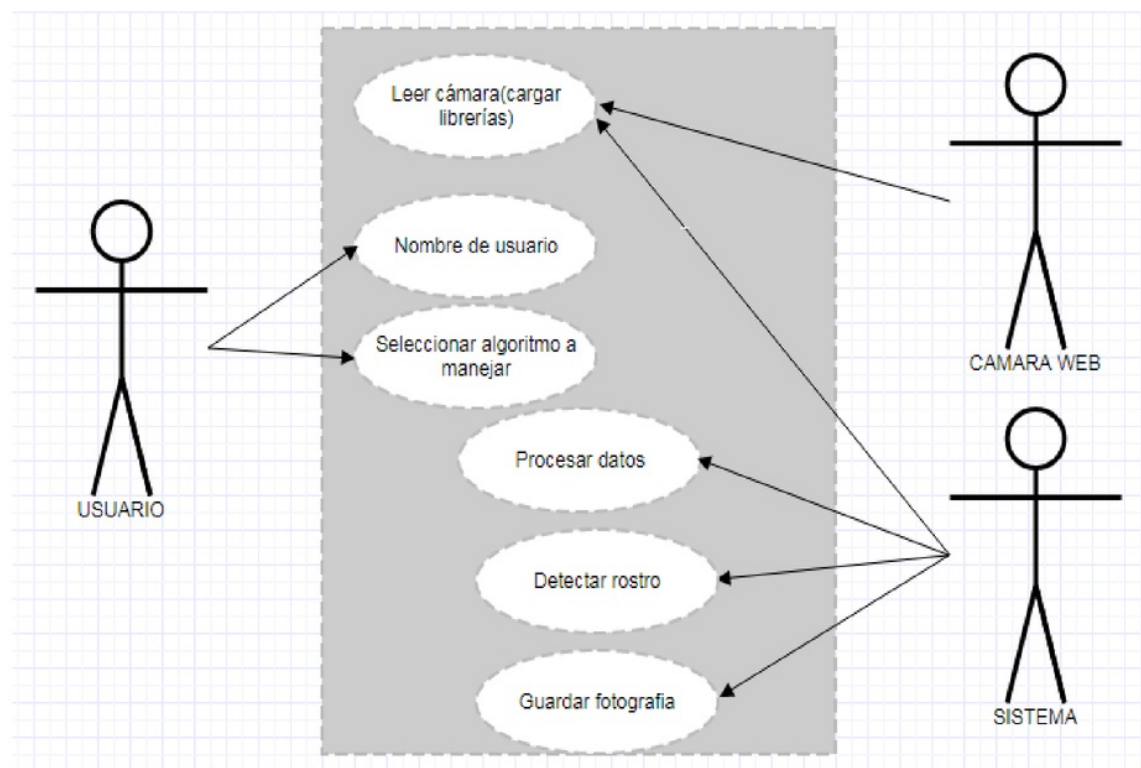 Leer cámara(cargar
librerías)
Nombre de usuario
Seleccionar algoritmo a
manejar
Procesar datos
Detectar rostro
Guardar fotografia
USUARIO
CAMARA WEB
SISTEMA